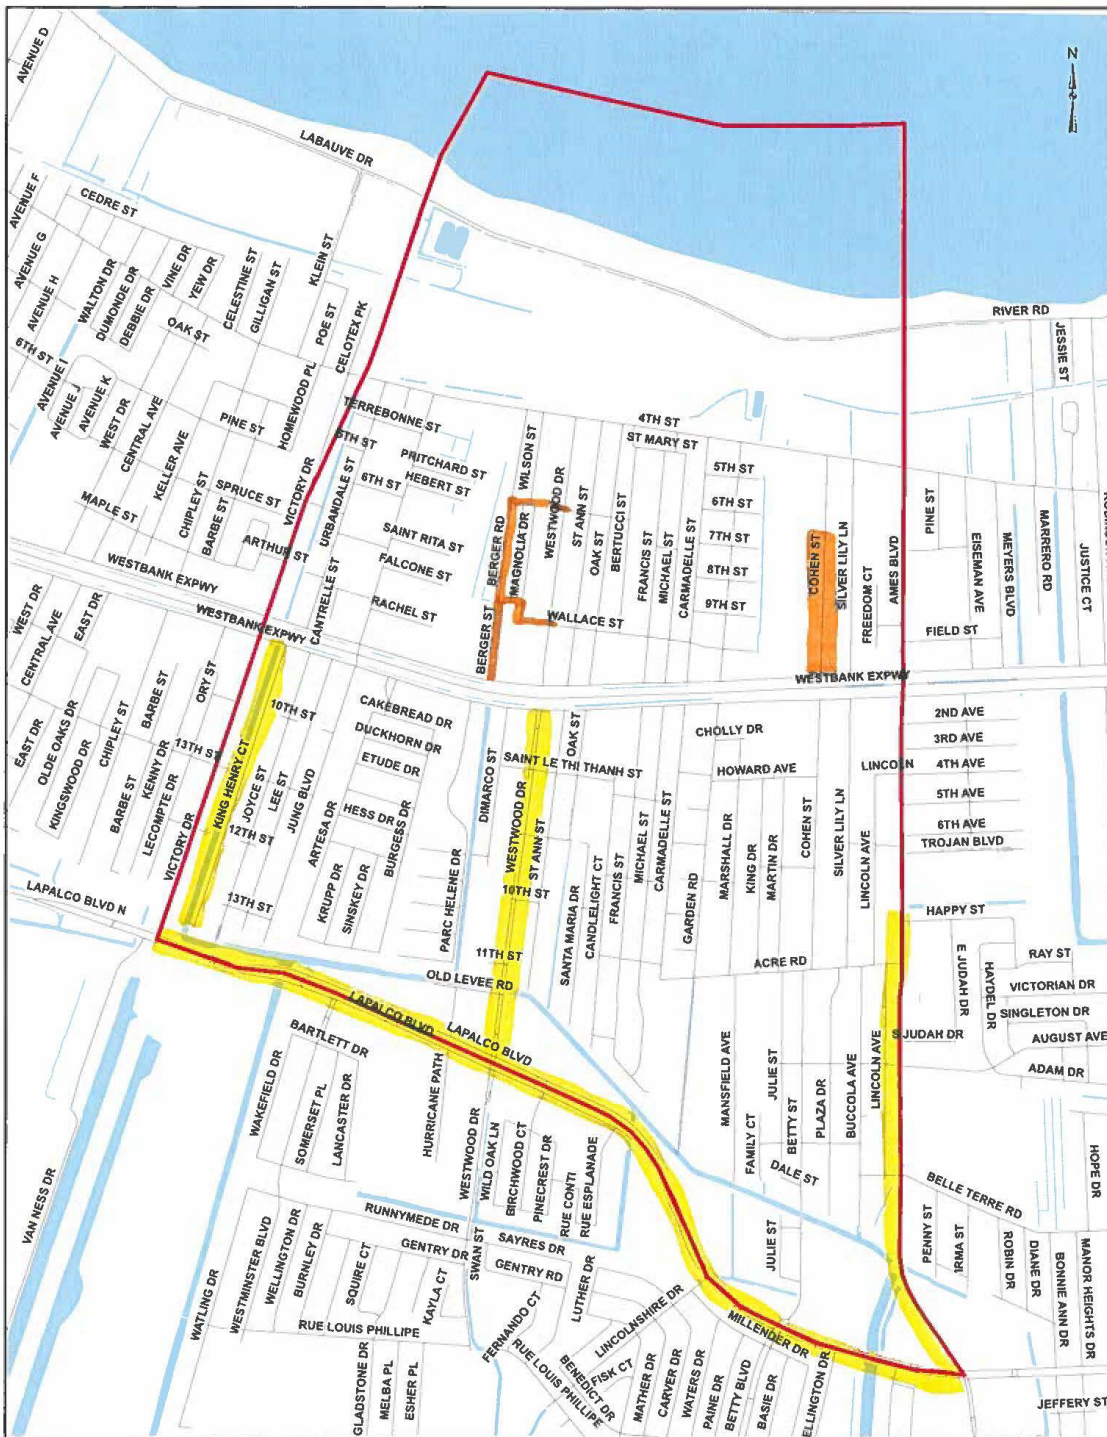 AVENUE D
N
LABAUVE DR
AVENUE F
CEDRE ST
AVENUE G
AVENUE H
WALTON DR
DUMONDE DR
DEBBIE DR
VINE DR
YEW DR
CELESTINE ST
GILLIGAN ST
KLEIN ST
RIVER RD
JESSIE ST
6TH ST
AVENUE I
AVENUE J
AVENUE K
WEST DR
OAK ST
POE ST
CELOTEX PK
HOMEWOOD PL
CENTRAL AVE
PINE ST
TERREBONNE ST
4TH ST
ST MARY ST
KELLER AVE
5TH ST
PRITCHARD ST
WILSON ST
5TH ST
MAPLE ST
CHIPLEY ST
SPRUCE ST
BARBE ST
VICTORY DR
URBANDALE ST
6TH ST
HEBERT ST
WESTWOOD DR
ST ANN ST
OAK ST
BERTUCCI ST
6TH ST
PINE ST
ARTHUR ST
SAINT RITA ST
BERGER RD
MAGNOLIA DR
FRANCIS ST
MICHAEL ST
CARMADELLE ST
7TH ST
COHEN ST
SILVER LILY LN
FREEDOM CT
AMES BLVD
EISEMAN AVE
MEYERS BLVD
MARRERO RD
JUSTICE CT
WESTBANK EXPWY
FALCONE ST
8TH ST
CANTRELLE ST
RACHEL ST
9TH ST
WEST DR
CENTRAL AVE
EAST DR
WESTBANK EXPWY
BERGER ST
WALLACE ST
FIELD ST
WESTBANK EXPWY
EAST DR
OLDE OAKS DR
KINGSWOOD DR
CHIPLEY ST
BARBE ST
ORY ST
10TH ST
CAKEBREAD DR
2ND AVE
DUCKHORN DR
OAK ST
CHOLLY DR
3RD AVE
BARBE ST
KENNY DR
LECOMPTE DR
13TH ST
KING HENRY CT
JOYCE ST
LEE ST
JUNG BLVD
ETUDE DR
DIMARCO ST
SAINT LE THI THANH ST
HOWARD AVE
LINCOLN
4TH AVE
5TH AVE
VICTORY DR
12TH ST
ARTESA DR
HESS DR
BURGESS DR
WESTWOOD DR
ST ANN ST
MICHAEL ST
CARMADELLE ST
MARSHALL DR
KING DR
MARTIN DR
COHEN ST
SILVER LILY LN
LINCOLN AVE
6TH AVE
TROJAN BLVD
LAPALCO BLVD N
13TH ST
KRUPP DR
SINSKEY DR
PARC HELENE DR
10TH ST
SANTA MARIA DR
CANDLELIGHT CT
FRANCIS ST
GARDEN RD
HAPPY ST
11TH ST
OLD LEVEE RD
ACRE RD
E JUDAH DR
HAYDEL DR
RAY ST
VICTORIAN DR
LAPALCO BLVD
LAPALCO BLVD
SINGLETON DR
S JUDAH DR
AUGUST AVE
BARTLETT DR
ADAM DR
WAKEFIELD DR
SOMERSET PL
LANCASTER DR
HURRICANE PATH
MANSFIELD AVE
JULIE ST
FAMILY CT
BETTY ST
PLAZA DR
BUCCOLA AVE
LINCOLN AVE
VAN NESS DR
WESTWOOD DR
WILD OAK LN
BIRCHWOOD CT
PINECREST DR
RUE CONTI
RUE ESPLANADE
DALE ST
BELLE TERRE RD
HOPE DR
WATLING DR
WESTMINSTER BLVD
WELLINGTON DR
BURNLEY DR
RUNNYMEDE DR
SAYRES DR
SQUIRE CT
GENTRY DR
SWAN ST
GENTRY RD
JULIE ST
PENNY ST
IRMA ST
ROBIN DR
DIANE DR
BONNIE ANN DR
MANOR HEIGHTS DR
KAYLA CT
LUTHER DR
LINCOLNSHIRE DR
RUE LOUIS PHILLIPE
FERNANDO CT
MILLENDER DR
GLADSTONE DR
MELBA PL
ESHER PL
RUE LOUIS PHILLIPE
BENEDICT DR
FISK CT
MATHER DR
CARVER DR
WATERS DR
PAINE DR
BETTY BLVD
BASIE DR
ELLINGTON DR
JEFFERY ST